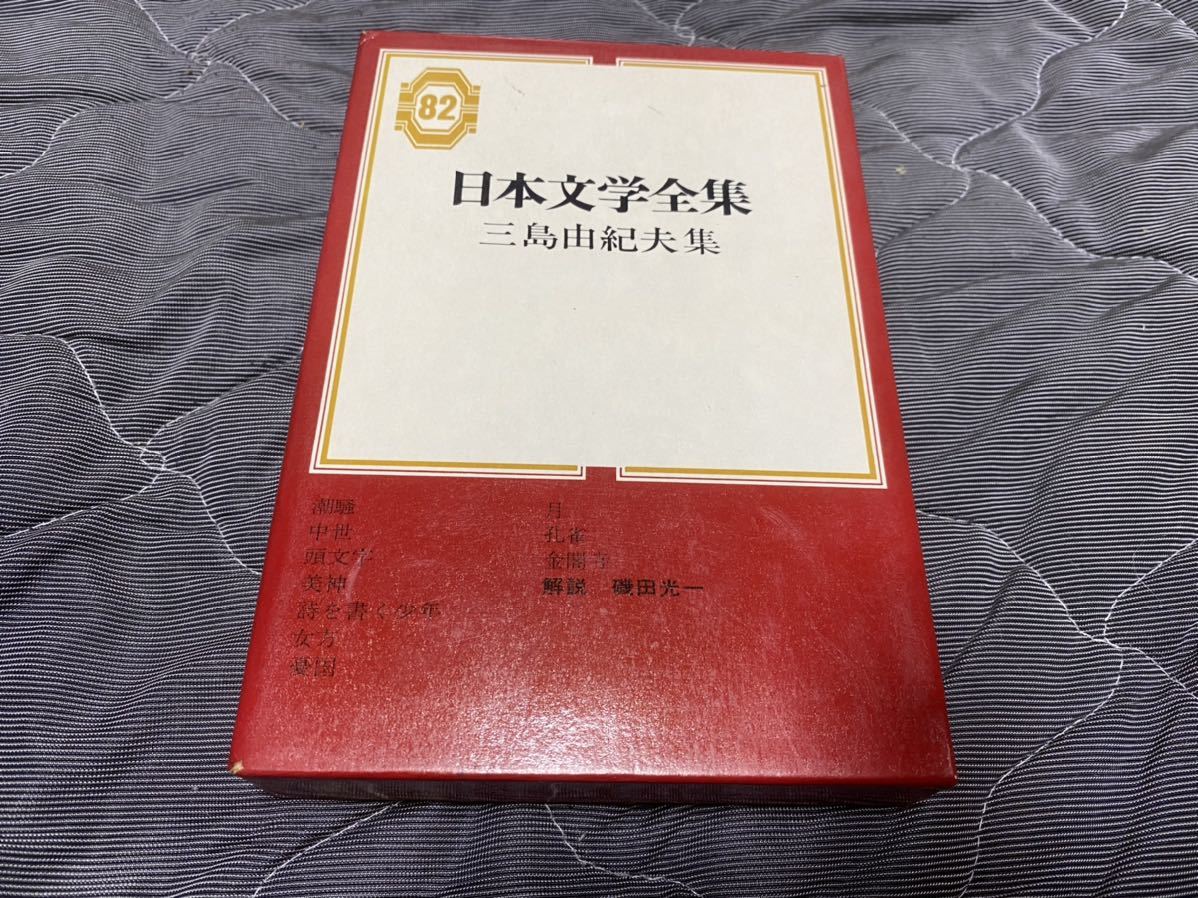 82
日本文学全集
三島由紀夫集
潮騒
中世
頭文字
美神
詩を書く少年
女方
憂国
月
孔雀
金閣寺
解説　磯田光一